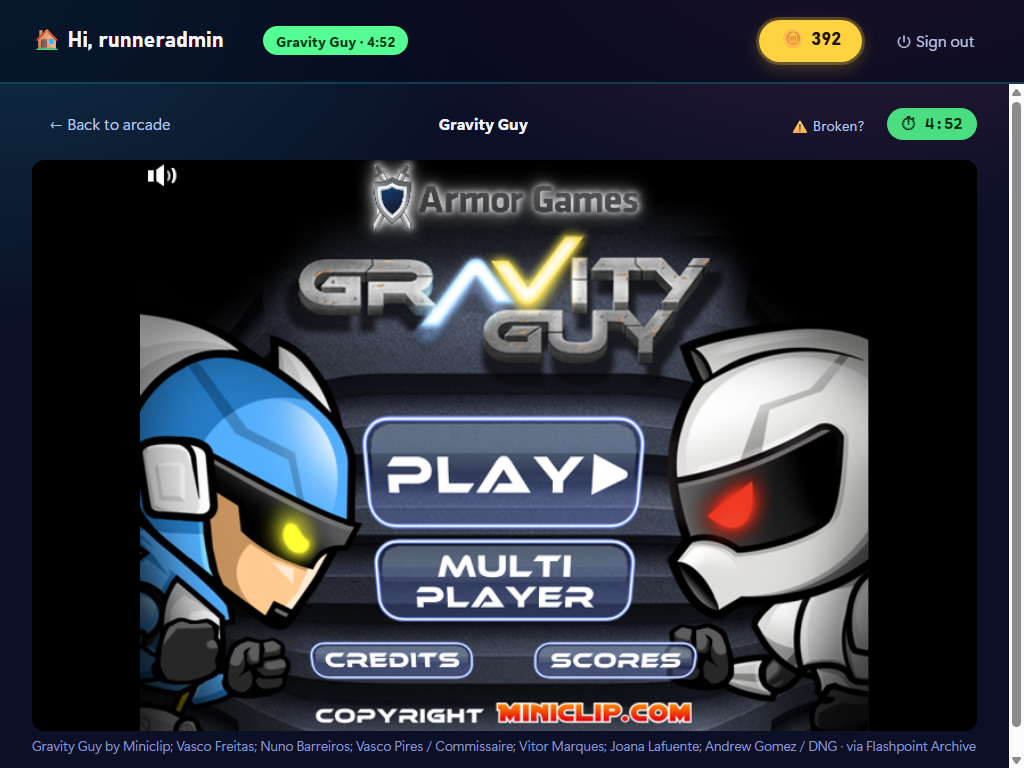 Hi, runneradmin
Gravity Guy · 4:52
392
Sign out
← Back to arcade
Gravity Guy
Broken?
4:52
Armor Games
GRAVITY
GUY
PLAY
MULTI
PLAYER
CREDITS
SCORES
COPYRIGHT MINICLIP.COM
Gravity Guy by Miniclip; Vasco Freitas; Nuno Barreiros; Vasco Pires / Commissaire; Vitor Marques; Joana Lafuente; Andrew Gomez / DNG · via Flashpoint Archive